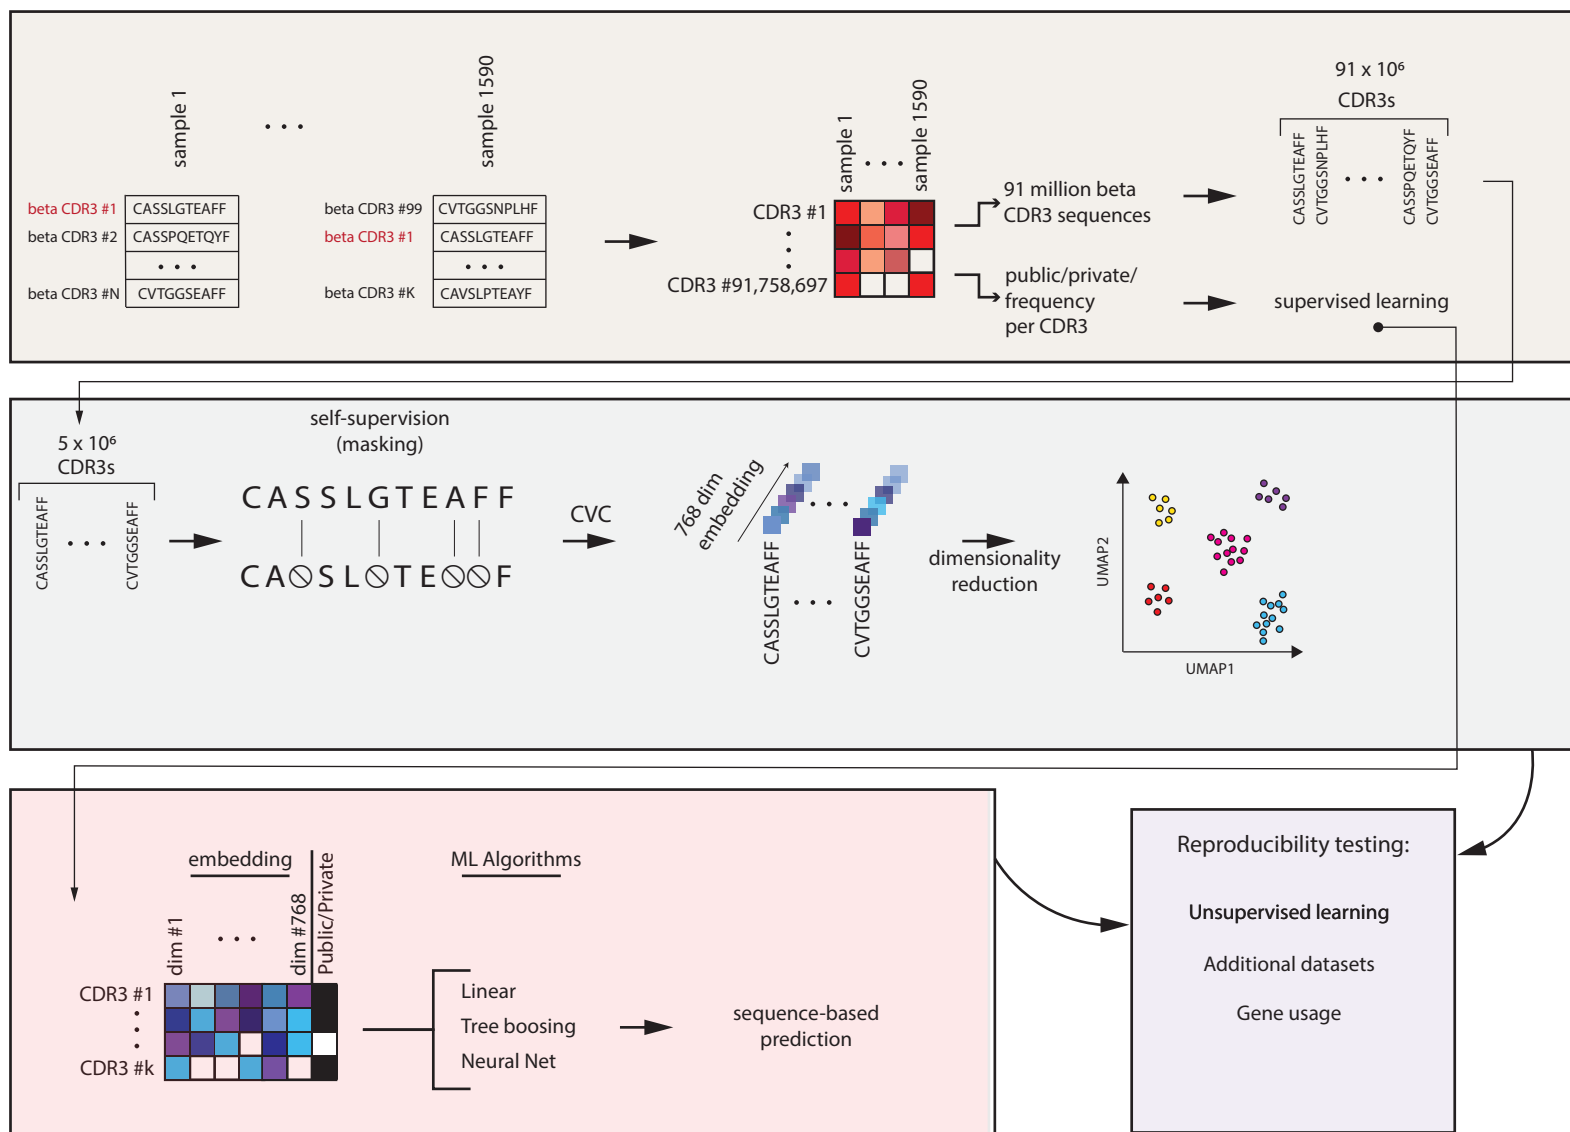 sample 1
. . .
sample 1590
beta CDR3 #1
CASSLGTEAFF
beta CDR3 #2
CASSPQETQYF
. . .
beta CDR3 #N
CVTGGSEAFF
beta CDR3 #99
CVTGGSNPLHF
beta CDR3 #1
CASSLGTEAFF
. . .
beta CDR3 #K
CAVSLPTEAYF
sample 1
. . .
sample 1590
CDR3 #1
CDR3 #91,758,697
91 million beta
CDR3 sequences
public/private/
frequency
per CDR3
91 x 10⁶
CDR3s
CASSLGTEAFF
CVTGGSNPLHF
. . .
CASSPQETQYF
CVTGGSEAFF
supervised learning
5 x 10⁶
CDR3s
CASSLGTEAFF
. . .
CVTGGSEAFF
self-supervision
(masking)
CASSLGTEAFF
CA⃠SL⃠TE⃠⃠F
CVC
768 dim
embedding
. . .
CASSLGTEAFF
. . .
CVTGGSEAFF
dimensionality
reduction
UMAP2
UMAP1
embedding
dim #1
. . .
dim #768
Public/Private
CDR3 #1
CDR3 #k
ML Algorithms
Linear
Tree boosing
Neural Net
sequence-based
prediction
Reproducibility testing:
Unsupervised learning
Additional datasets
Gene usage